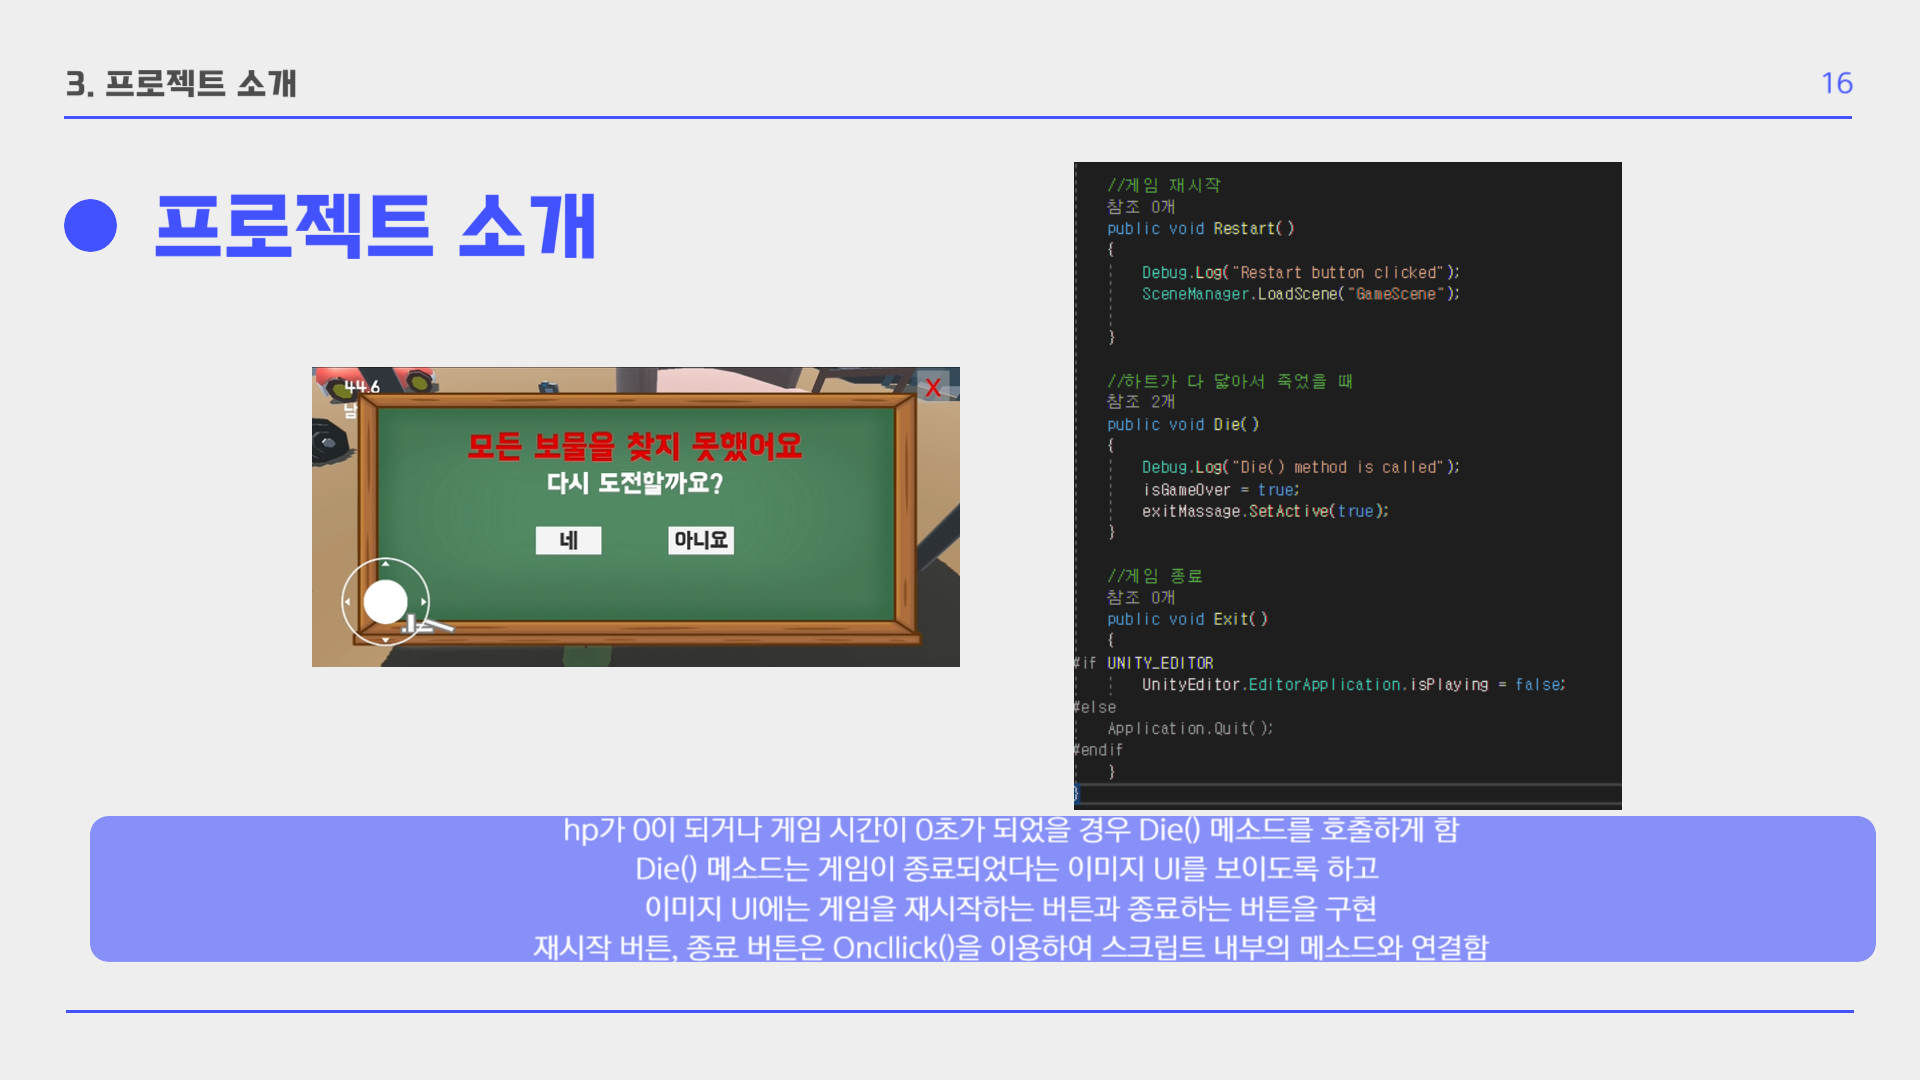 3. 프로젝트 소개
16
프로젝트 소개
44.6
X
모든 보물을 찾지 못했어요
다시 도전할까요?
네
아니요
//게임 재시작
참조 0개
public void Restart()
{
Debug.Log("Restart button clicked");
SceneManager.LoadScene("GameScene");
}
//하트가 다 닳아서 죽었을 때
참조 2개
public void Die()
{
Debug.Log("Die() method is called");
isGameOver = true;
exitMassage.SetActive(true);
}
//게임 종료
참조 0개
public void Exit()
{
#if UNITY_EDITOR
UnityEditor.EditorApplication.isPlaying = false;
#else
Application.Quit();
#endif
}
}
hp가 0이 되거나 게임 시간이 0초가 되었을 경우 Die() 메소드를 호출하게 함
Die() 메소드는 게임이 종료되었다는 이미지 UI를 보이도록 하고
이미지 UI에는 게임을 재시작하는 버튼과 종료하는 버튼을 구현
재시작 버튼, 종료 버튼은 Oncllick()을 이용하여 스크립트 내부의 메소드와 연결함